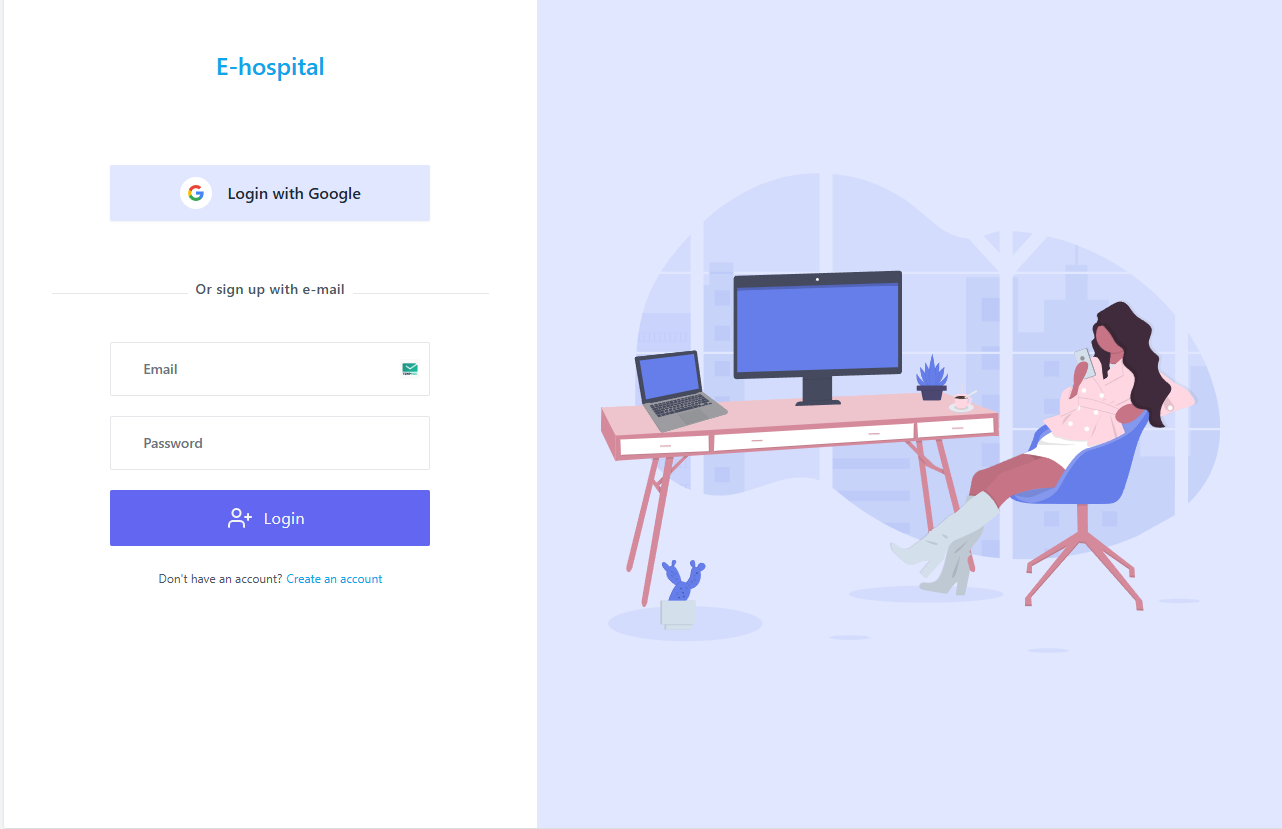 E-hospital
Login with Google
Or sign up with e-mail
Email
Password
Login
Don't have an account? Create an account